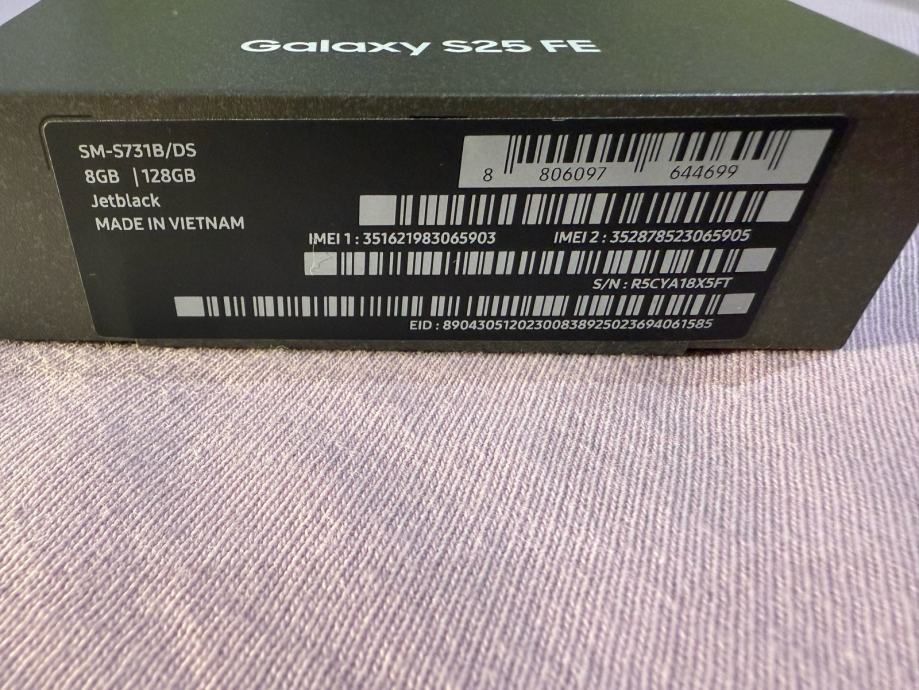 Galaxy S25 FE
SM-S731B/DS
8GB | 128GB
Jetblack
MADE IN VIETNAM
8 806097 644699
IMEI 1 : 351621983065903 IMEI 2 : 352878523065905
S/N : R5CYA18X5FT
EID : 89043051202300838925023694061585